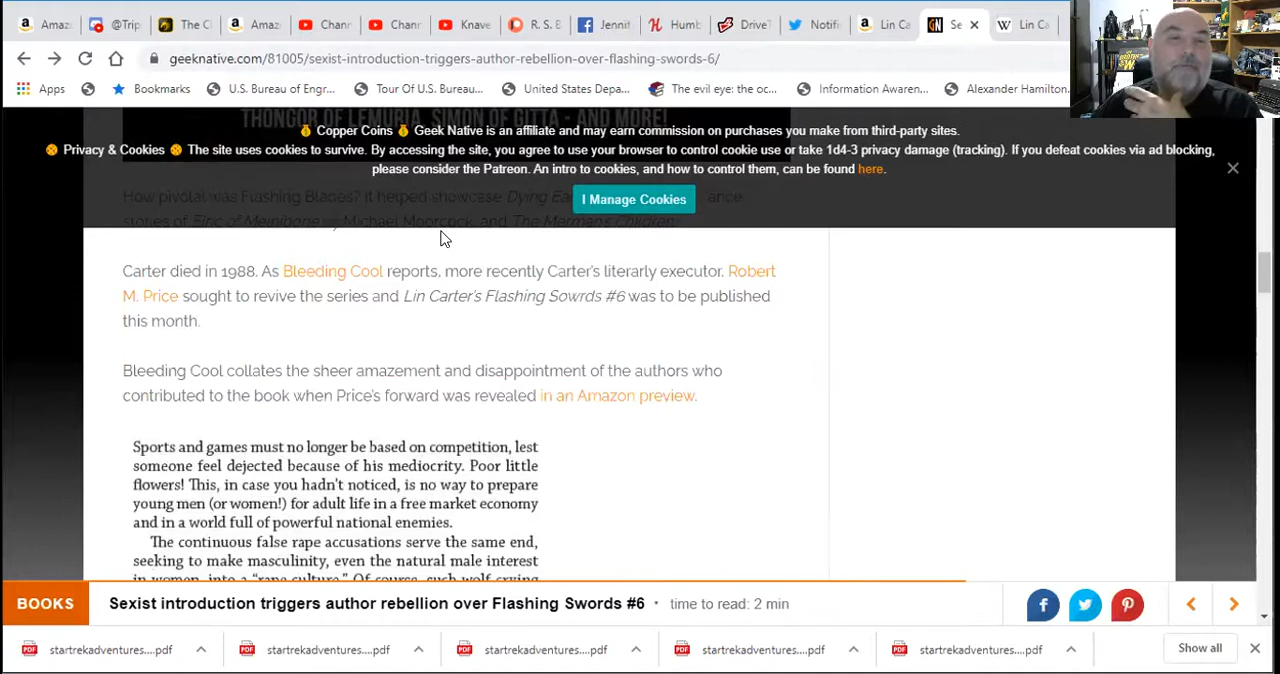 Amaz
@Trip
The C
Amaz
Chann
Chann
Knave
R. S. E
Jennif
Humb
DriveT
Notific
Lin Ca
GN Se
W Lin Ca
geeknative.com/81005/sexist-introduction-triggers-author-rebellion-over-flashing-swords-6/
Apps
Bookmarks
U.S. Bureau of Engr...
Tour Of U.S. Bureau...
United States Depa...
The evil eye: the oc...
Information Awaren...
Alexander Hamilton.
THONGOR OF LEMURIA, SIMON OF GITTA - AND MORE!
Copper Coins Geek Native is an affiliate and may earn commission on purchases you make from third-party sites.
Privacy & Cookies The site uses cookies to survive. By accessing the site, you agree to use your browser to control cookie use or take 1d4-3 privacy damage (tracking). If you defeat cookies via ad blocking,
please consider the Patreon. An intro to cookies, and how to control them, can be found here.
I Manage Cookies
How pivotal was Flashing Blades? It helped showcase Dying Ea ance
stories of Elric of Melniboné by Michael Moorcock, and The Merman's Children.
Carter died in 1988. As Bleeding Cool reports, more recently Carter's literarly executor. Robert
M. Price sought to revive the series and Lin Carter's Flashing Sowrds #6 was to be published
this month.
Bleeding Cool collates the sheer amazement and disappointment of the authors who
contributed to the book when Price's forward was revealed in an Amazon preview.
Sports and games must no longer be based on competition, lest
someone feel dejected because of his mediocrity. Poor little
flowers! This, in case you hadn't noticed, is no way to prepare
young men (or women!) for adult life in a free market economy
and in a world full of powerful national enemies.
The continuous false rape accusations serve the same end,
seeking to make masculinity, even the natural male interest
in women, into a "rape culture." Of course, such wolf crying
BOOKS
Sexist introduction triggers author rebellion over Flashing Swords #6 · time to read: 2 min
startrekadventures....pdf
startrekadventures....pdf
startrekadventures....pdf
startrekadventures....pdf
startrekadventures....pdf
Show all